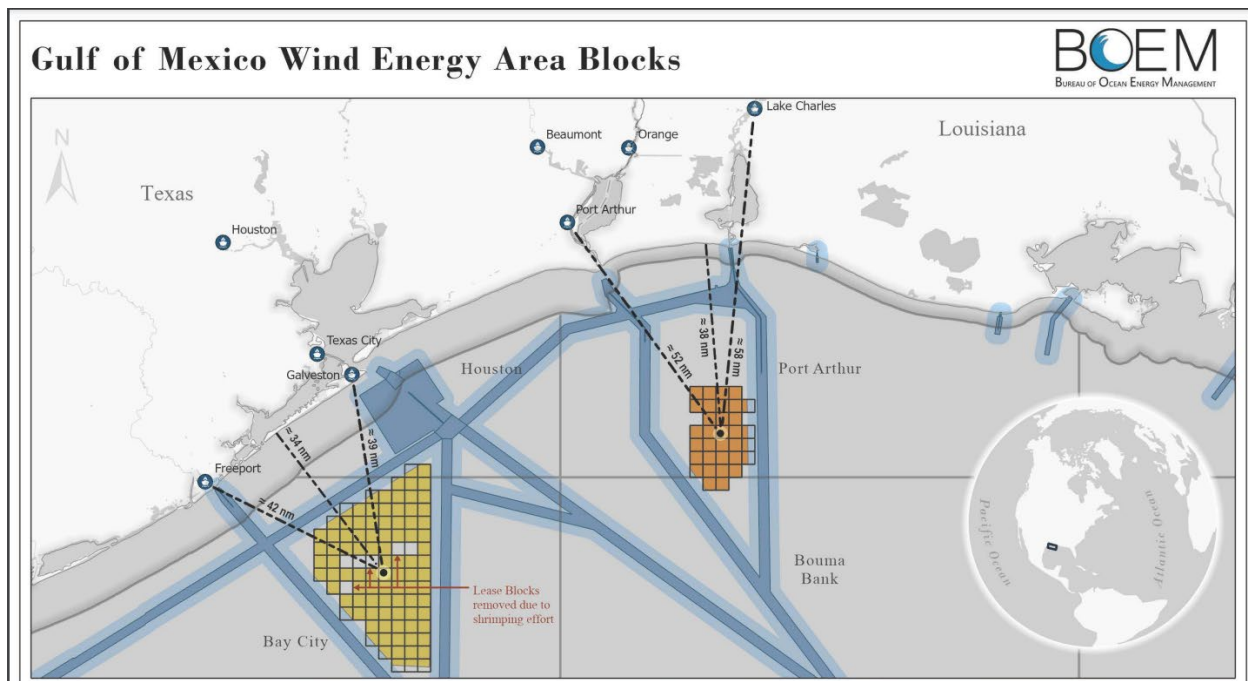 Gulf of Mexico Wind Energy Area Blocks
BOEM
BUREAU OF OCEAN ENERGY MANAGEMENT
N
Texas
Louisiana
Lake Charles
Beaumont
Orange
Port Arthur
Houston
Texas City
Galveston
Houston
Port Arthur
≈ 52 nm
≈ 38 nm
≈ 58 nm
Freeport
≈ 34 nm
≈ 39 nm
≈ 42 nm
Bouma
Bank
Lease Blocks
removed due to
shrimping effort
Bay City
Pacific Ocean
Atlantic Ocean